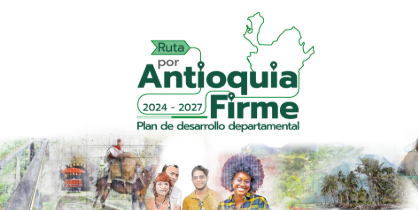 Ruta
por
Antioquia
2024 - 2027 Firme
Plan de desarrollo departamental